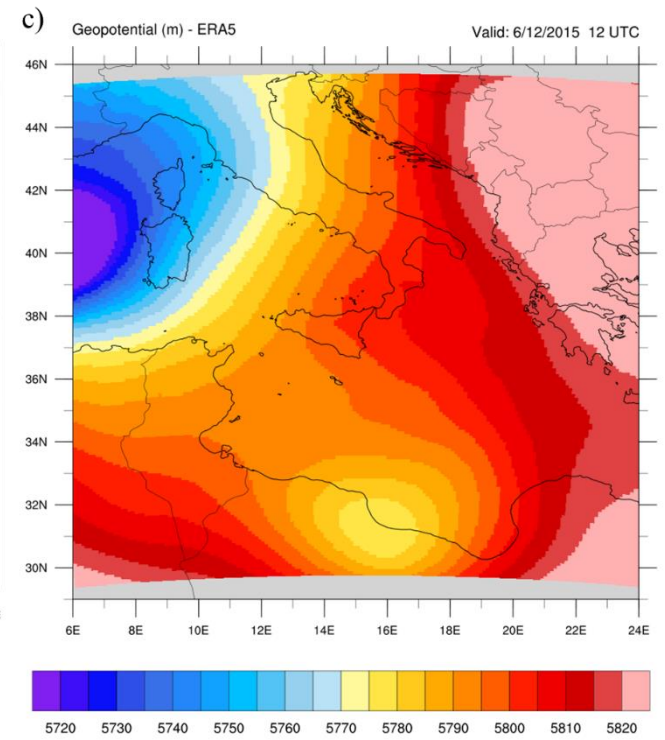 c)
Geopotential (m) - ERA5 Valid: 6/12/2015 12 UTC
46N
44N
42N
40N
38N
36N
34N
32N
30N
6E 8E 10E 12E 14E 16E 18E 20E 22E 24E
5720 5730 5740 5750 5760 5770 5780 5790 5800 5810 5820